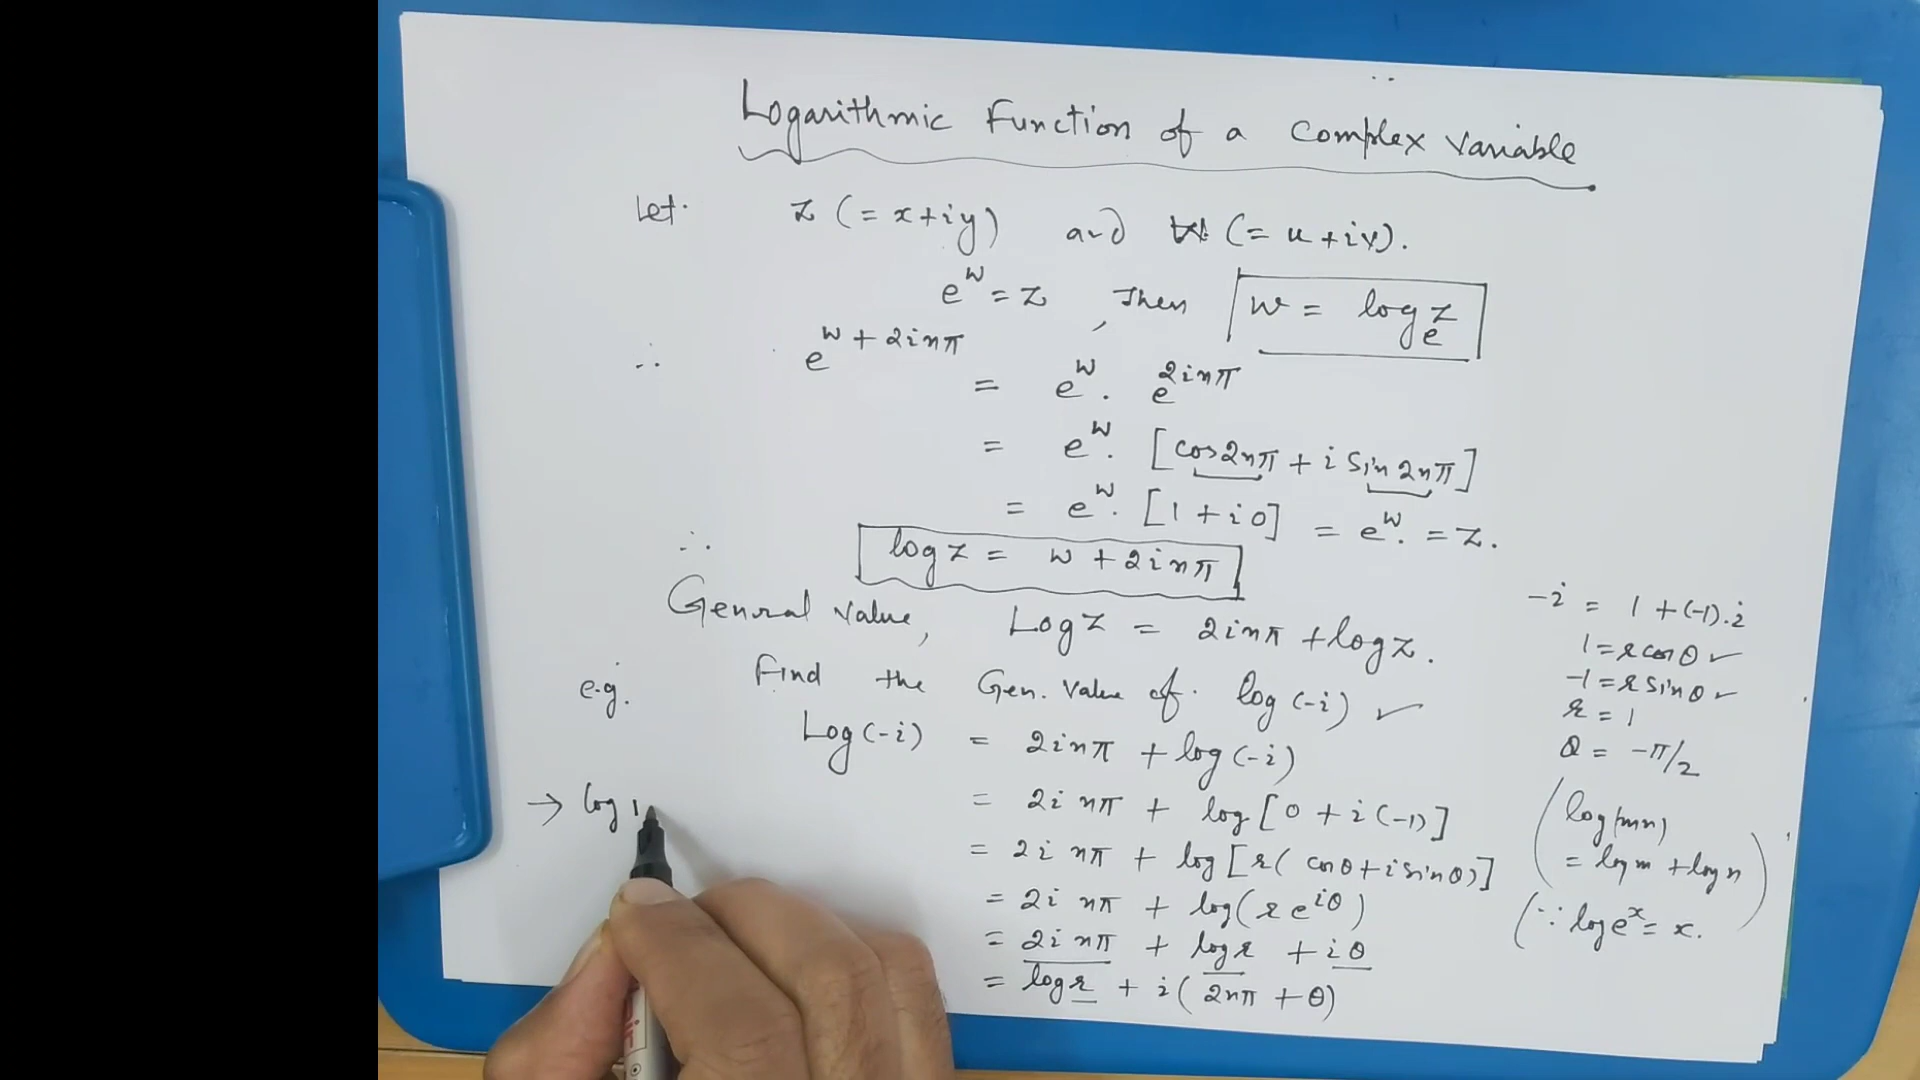 Logarithmic Function of a Complex Variable
Let z (= x+iy) and W (= u+iv).
e^w = z , Then w = log_e z
∴ e^{w + 2inπ}
= e^w . e^{2inπ}
= e^w . [cos2nπ + i Sin 2nπ]
= e^w . [1 + i0] = e^w . = z.
∴ log z = w + 2inπ
General Value, Log z = 2inπ + log z.
e.g. Find the Gen. Value of log (-i) ✓
Log (-i) = 2inπ + log (-i)
= 2i nπ + log [0 + i(-1)]
= 2i nπ + log [r( cosθ + i sinθ)]
= 2i nπ + log (r e^{iθ})
= 2i nπ + log r + iθ
= log r + i( 2nπ + θ)
→ log 1
-i = 1 + (-1).i
1 = r cos θ ✓
-1 = r sin θ ✓
r = 1
θ = -π/2
( log(mn)
= log m + log n )
(∵ log e^x = x.